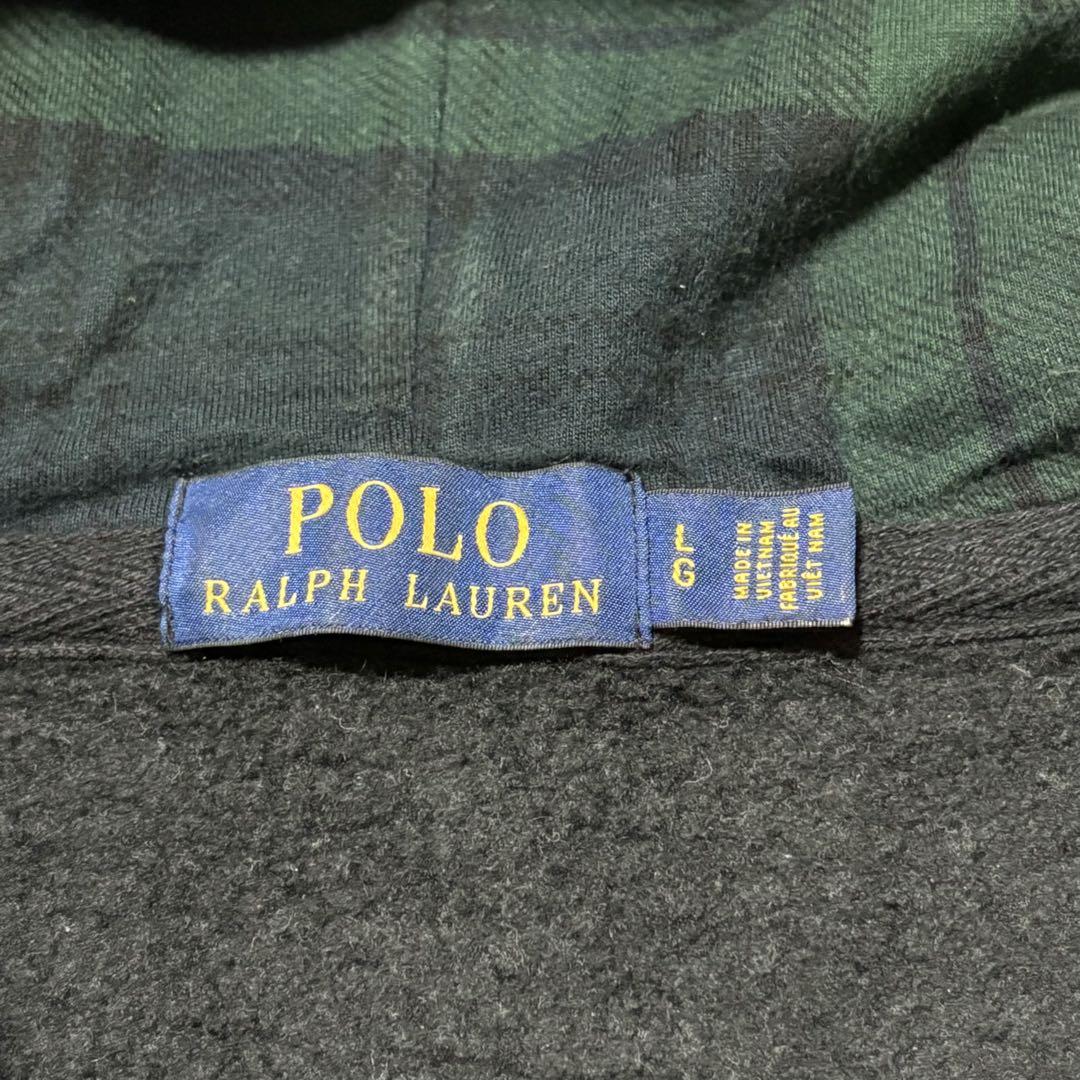 POLO
RALPH LAUREN
L
G
MADE IN
VIETNAM
FABRIQUÉ AU
VIÊT NAM